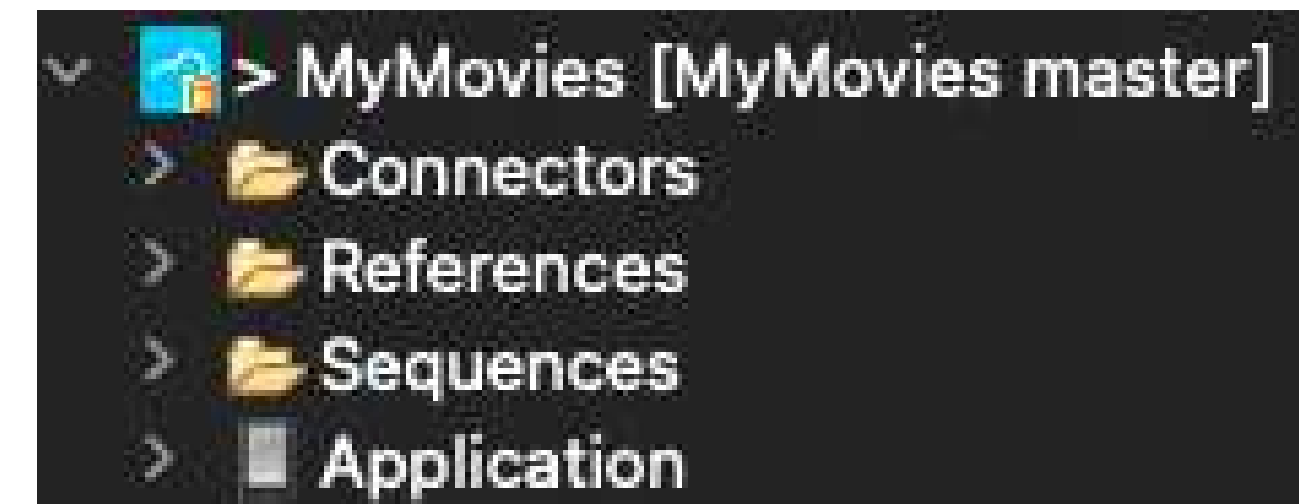 > MyMovies [MyMovies master]
Connectors
References
Sequences
Application